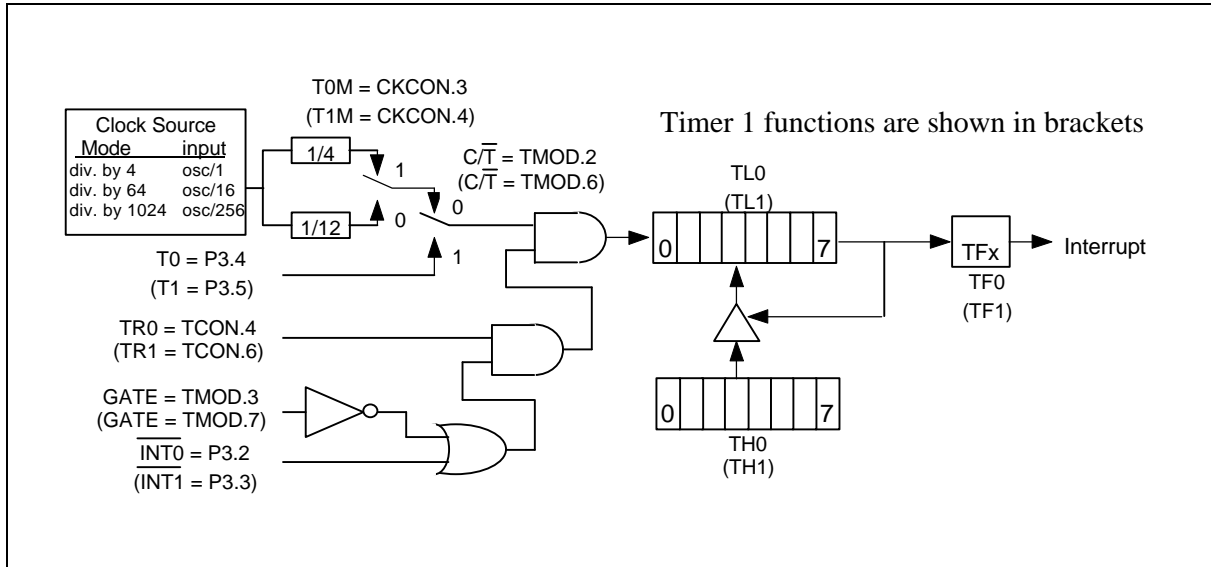 T0M = CKCON.3
(T1M = CKCON.4)
Timer 1 functions are shown in brackets
Clock Source
Mode input
div. by 4 osc/1
div. by 64 osc/16
div. by 1024 osc/256
1/4
1/12
1
0
C/T̅ = TMOD.2
(C/T̅ = TMOD.6)
0
1
T0 = P3.4
(T1 = P3.5)
TL0
(TL1)
0 7
TFx
Interrupt
TF0
(TF1)
TR0 = TCON.4
(TR1 = TCON.6)
GATE = TMOD.3
(GATE = TMOD.7)
I̅N̅T̅0̅ = P3.2
(I̅N̅T̅1̅ = P3.3)
0 7
TH0
(TH1)